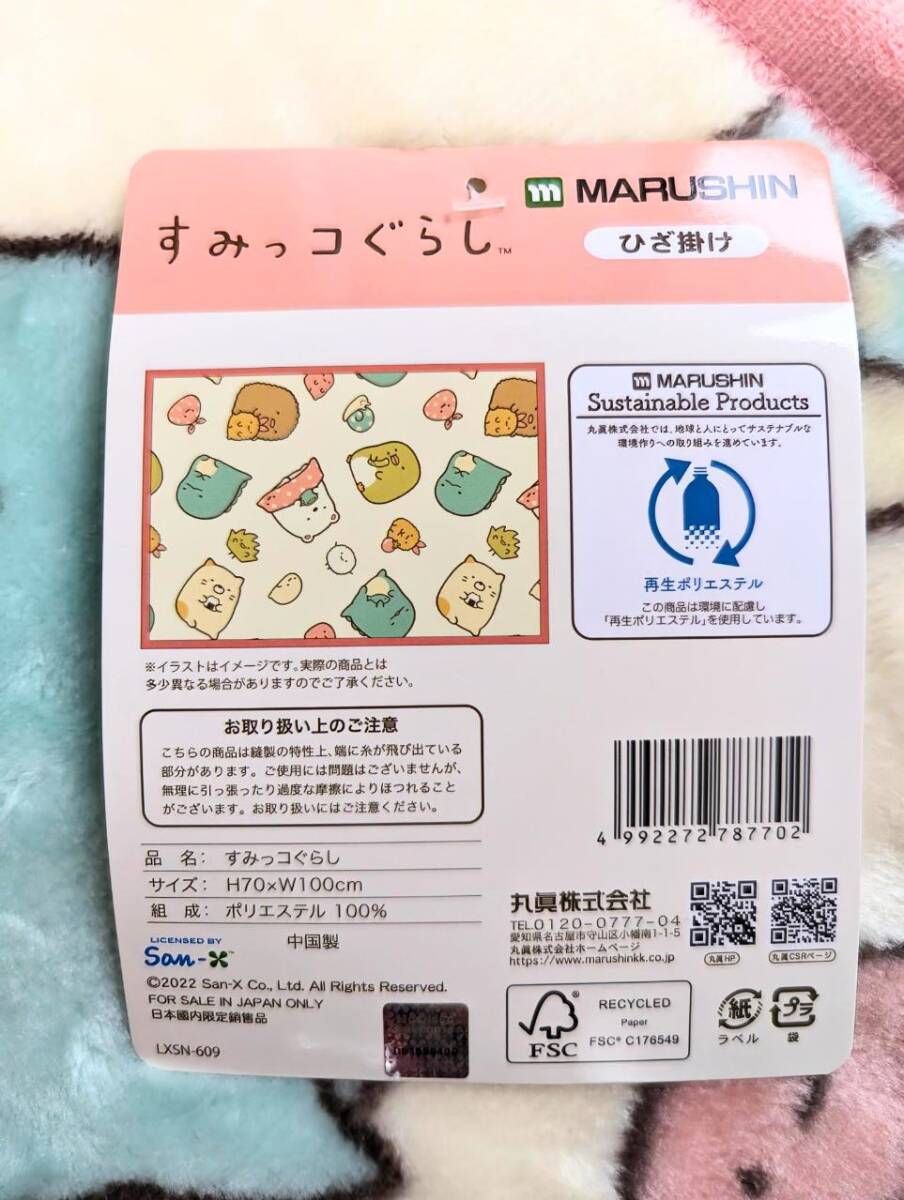 すみっコぐらし™
MARUSHIN
ひざ掛け
MARUSHIN
Sustainable Products
丸眞株式会社では、地球と人にとってサステナブルな
環境作りへの取り組みを進めています。
再生ポリエステル
この商品は環境に配慮し
「再生ポリエステル」を使用しています。
※イラストはイメージです。実際の商品とは
多少異なる場合がありますのでご了承ください。
お取り扱い上のご注意
こちらの商品は縫製の特性上、端に糸が飛び出ている
部分があります。ご使用には問題はございませんが、
無理に引っ張ったり過度な摩擦によりほつれること
がございます。お取り扱いにはご注意ください。
品 名: すみっコぐらし
サイズ: H70×W100cm
組 成: ポリエステル 100%
中国製
LICENSED BY
San-X™
©2022 San-X Co., Ltd. All Rights Reserved.
FOR SALE IN JAPAN ONLY
日本國内限定銷售品
LXSN-609
4 992272 787702
丸眞株式会社
TEL0120-0777-04
愛知県名古屋市守山区小幡南1-1-5
丸眞株式会社ホームページ
https://www.marushinkk.co.jp
丸眞HP
丸眞CSRページ
FSC®
RECYCLED
Paper
FSC® C176549
紙
ラベル
プラ
袋